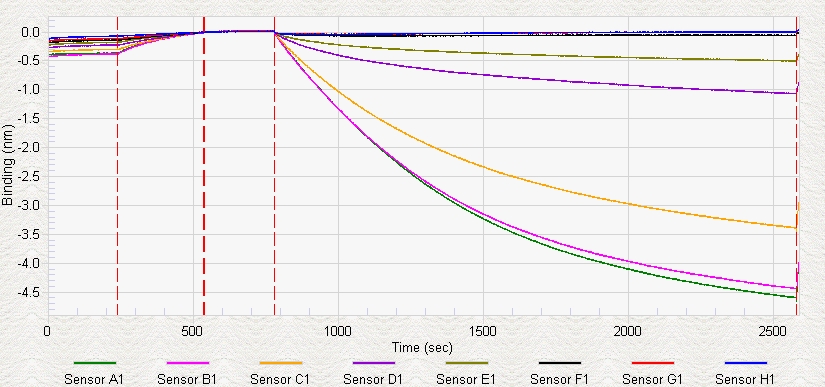 0.0
-0.5
-1.0
-1.5
-2.0
-2.5
-3.0
-3.5
-4.0
-4.5
Binding (nm)
0 500 1000 1500 2000 2500
Time (sec)
Sensor A1 Sensor B1 Sensor C1 Sensor D1 Sensor E1 Sensor F1 Sensor G1 Sensor H1